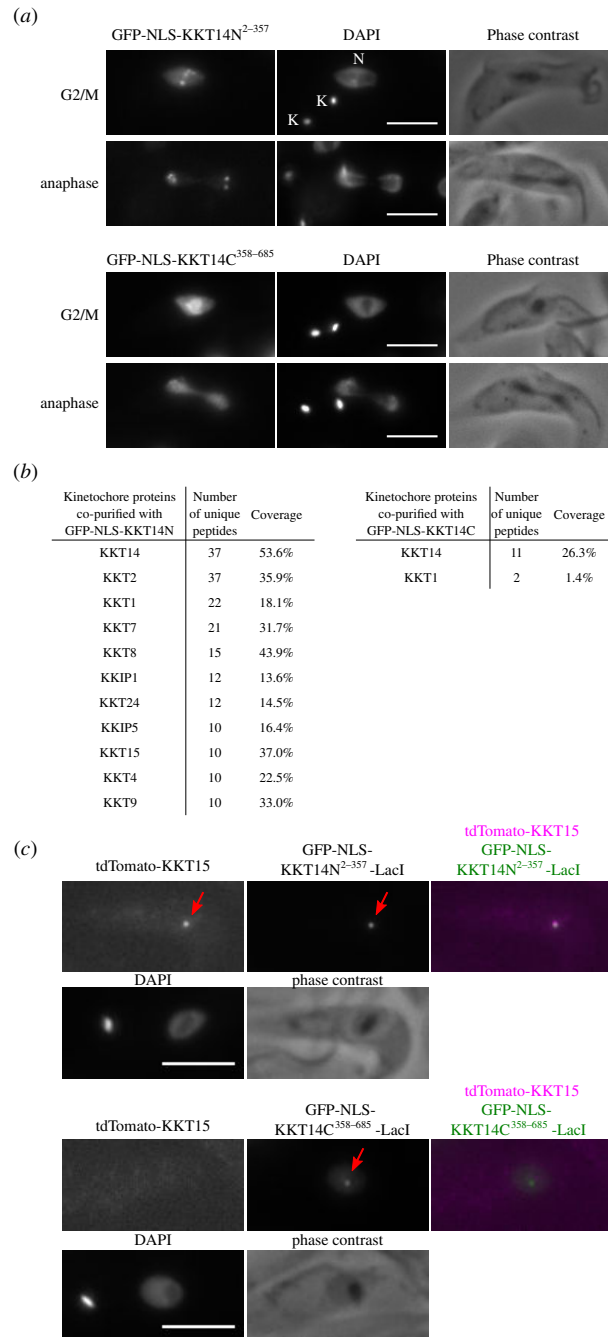 (a)
GFP-NLS-KKT14N2–357 DAPI Phase contrast
G2/M
N
K
K
anaphase
GFP-NLS-KKT14C358–685 DAPI Phase contrast
G2/M
anaphase
(b)
Kinetochore proteins
co-purified with
GFP-NLS-KKT14N
Number
of unique
peptides
Coverage
KKT14 37 53.6%
KKT2 37 35.9%
KKT1 22 18.1%
KKT7 21 31.7%
KKT8 15 43.9%
KKIP1 12 13.6%
KKT24 12 14.5%
KKIP5 10 16.4%
KKT15 10 37.0%
KKT4 10 22.5%
KKT9 10 33.0%
Kinetochore proteins
co-purified with
GFP-NLS-KKT14C
Number
of unique
peptides
Coverage
KKT14 11 26.3%
KKT1 2 1.4%
(c)
tdTomato-KKT15
GFP-NLS-
KKT14N2–357-LacI
tdTomato-KKT15
GFP-NLS-
KKT14N2–357-LacI
DAPI
phase contrast
tdTomato-KKT15
GFP-NLS-
KKT14C358–685-LacI
tdTomato-KKT15
GFP-NLS-
KKT14C358–685-LacI
DAPI
phase contrast